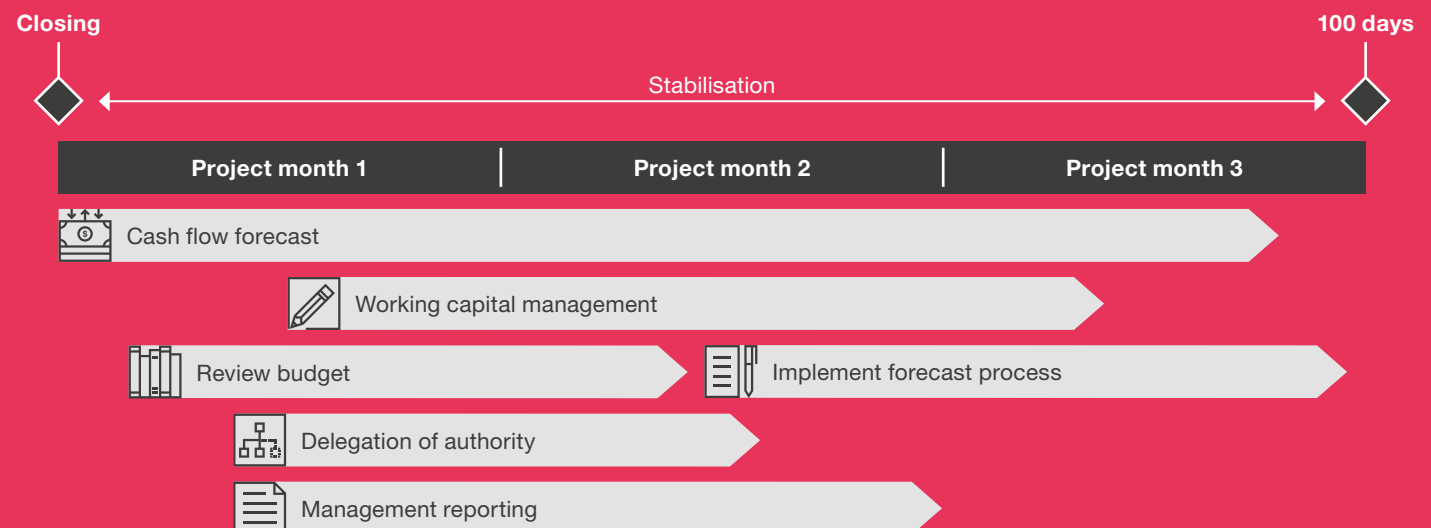 Closing
100 days
Stabilisation
Project month 1
Project month 2
Project month 3
$
Cash flow forecast
Working capital management
Review budget
Implement forecast process
Delegation of authority
Management reporting